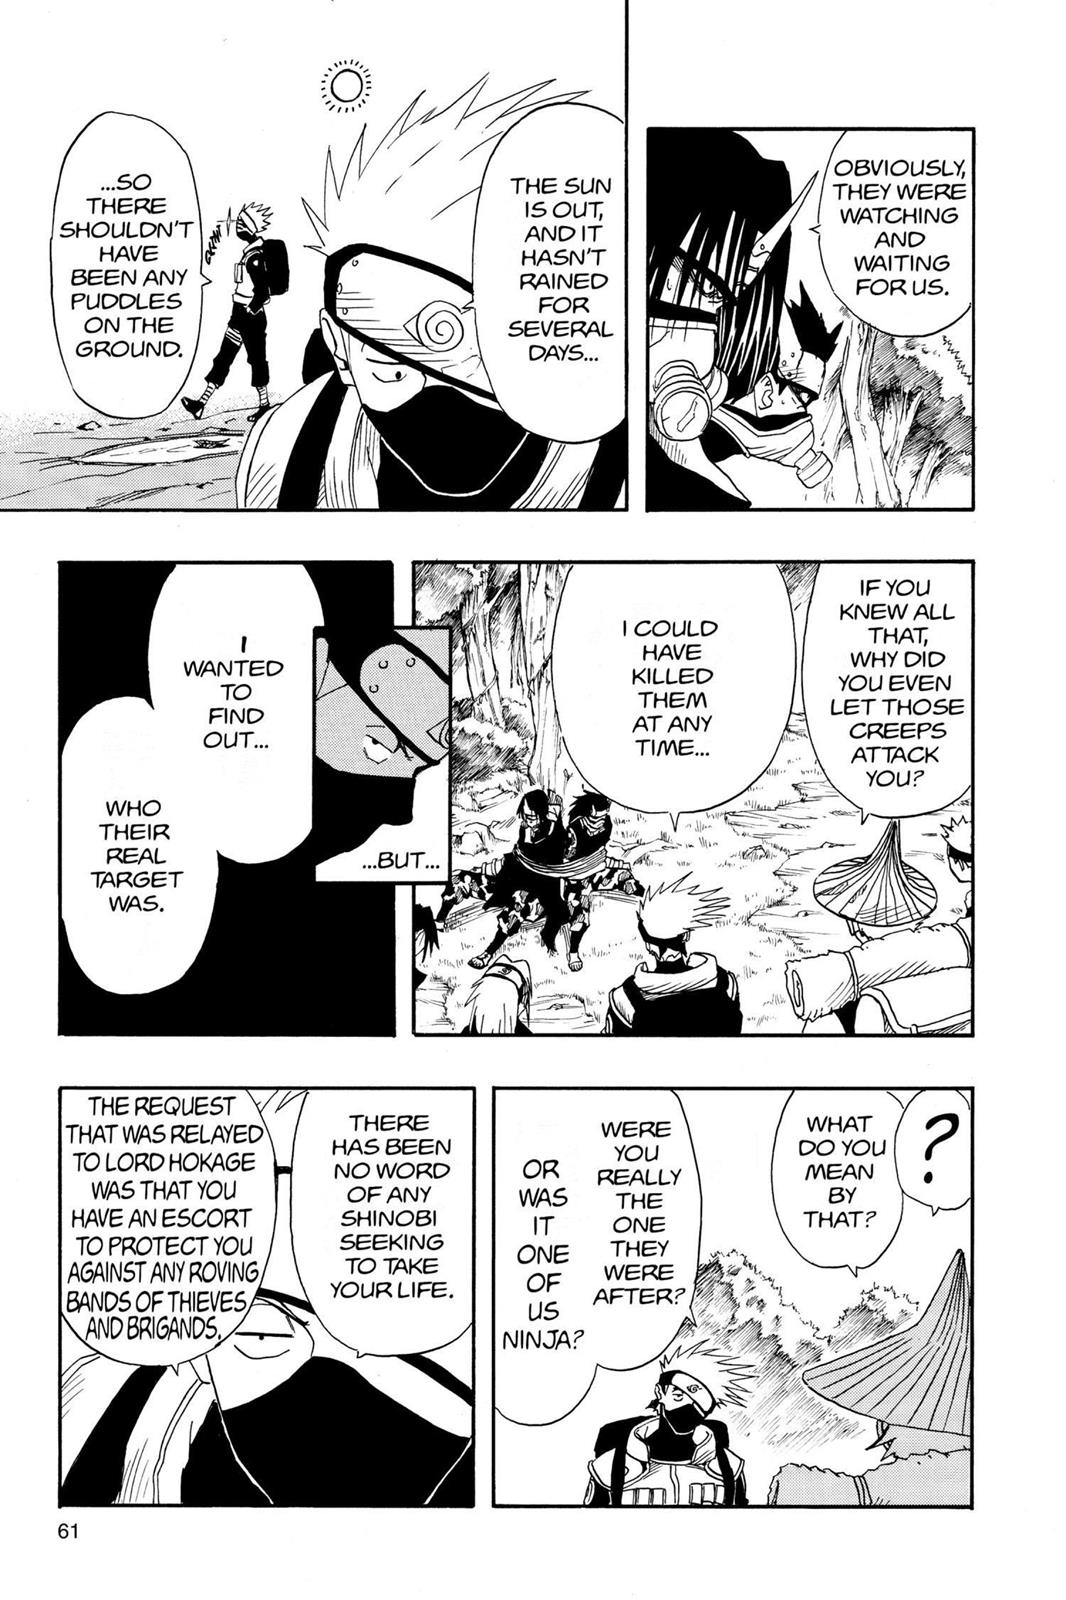 OBVIOUSLY,
THEY WERE
WATCHING
AND
WAITING
FOR US.
THE SUN
IS OUT,
AND IT
HASN'T
RAINED
FOR
SEVERAL
DAYS...
...SO
THERE
SHOULDN'T
HAVE
BEEN ANY
PUDDLES
ON THE
GROUND.
IF YOU
KNEW ALL
THAT,
WHY DID
YOU EVEN
LET THOSE
CREEPS
ATTACK
YOU?
I COULD
HAVE
KILLED
THEM
AT ANY
TIME...
...BUT...
I
WANTED
TO
FIND
OUT...
WHO
THEIR
REAL
TARGET
WAS.
?
WHAT
DO YOU
MEAN
BY
THAT?
WERE
YOU
REALLY
THE
ONE
THEY
WERE
AFTER?
OR
WAS
IT
ONE
OF
US
NINJA?
THERE
HAS BEEN
NO WORD
OF ANY
SHINOBI
SEEKING
TO TAKE
YOUR LIFE.
THE REQUEST
THAT WAS RELAYED
TO LORD HOKAGE
WAS THAT YOU
HAVE AN ESCORT
TO PROTECT YOU
AGAINST ANY ROVING
BANDS OF THIEVES
AND BRIGANDS.
61